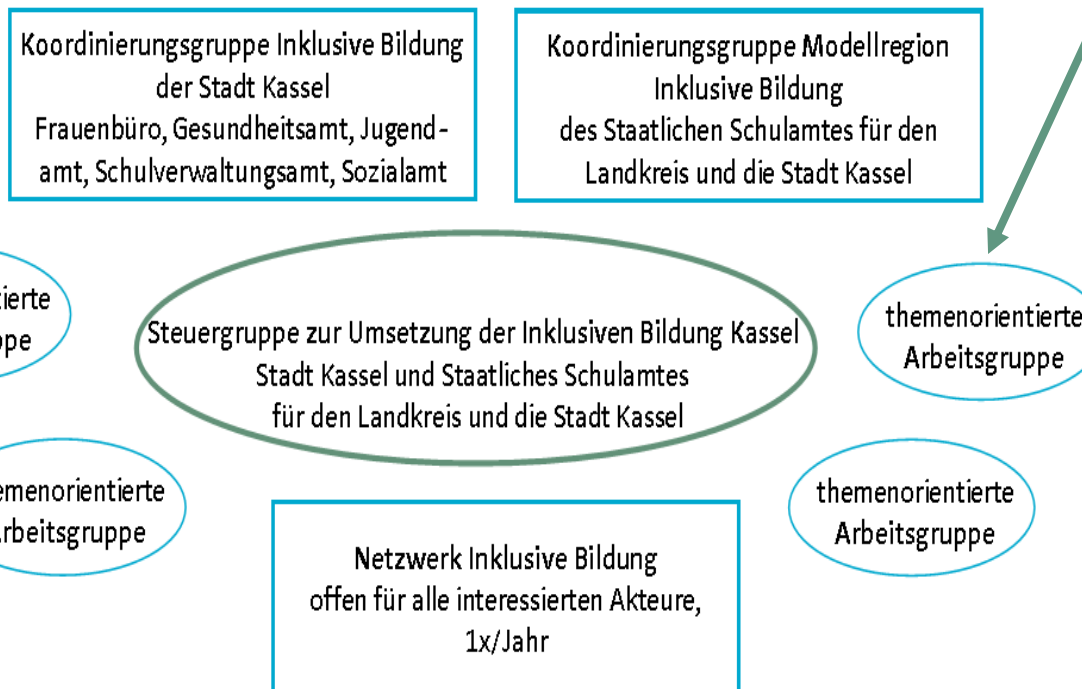 Koordinierungsgruppe Inklusive Bildung
der Stadt Kassel
Frauenbüro, Gesundheitsamt, Jugend-
amt, Schulverwaltungsamt, Sozialamt
Koordinierungsgruppe Modellregion
Inklusive Bildung
des Staatlichen Schulamtes für den
Landkreis und die Stadt Kassel
Steuergruppe zur Umsetzung der Inklusiven Bildung Kassel
Stadt Kassel und Staatliches Schulamtes
für den Landkreis und die Stadt Kassel
themenorientierte
Arbeitsgruppe
themenorientierte
Arbeitsgruppe
Netzwerk Inklusive Bildung
offen für alle interessierten Akteure,
1x/Jahr